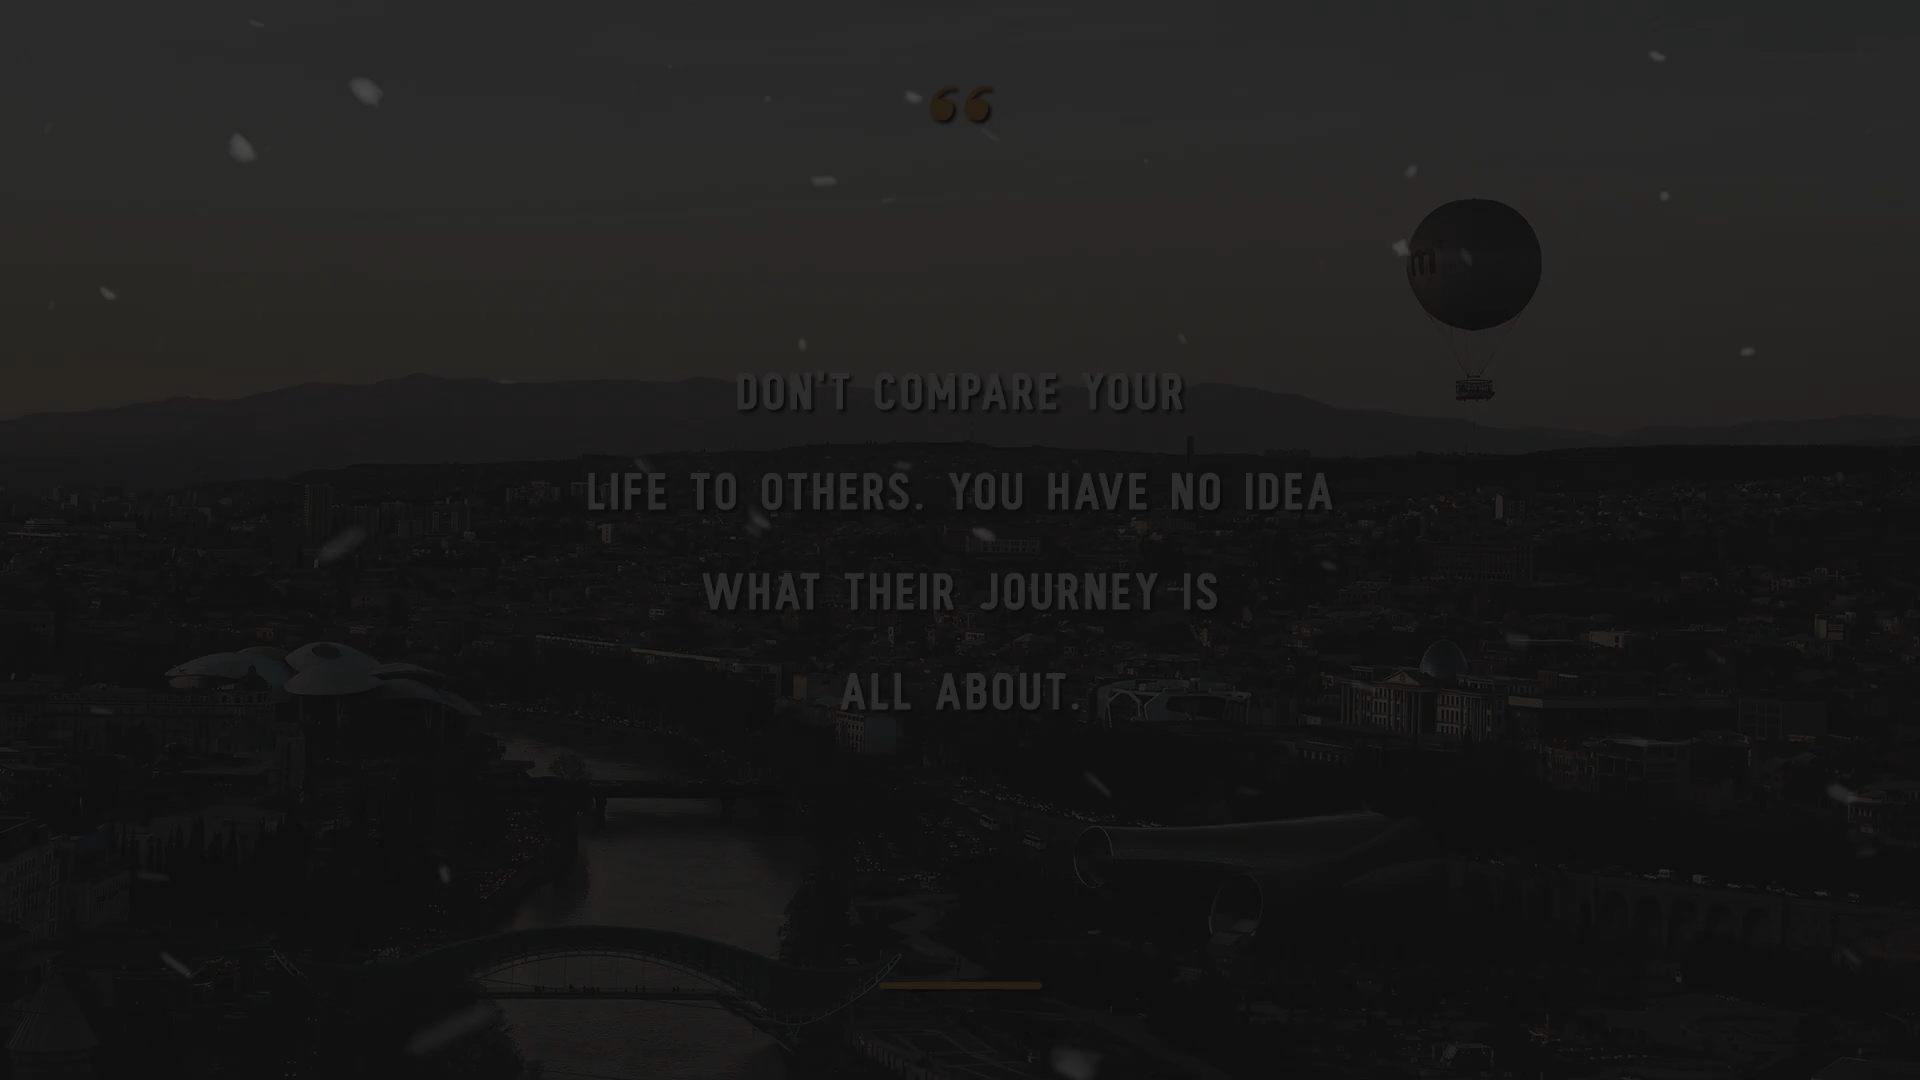 “
DON'T COMPARE YOUR
LIFE TO OTHERS. YOU HAVE NO IDEA
WHAT THEIR JOURNEY IS
ALL ABOUT.
m